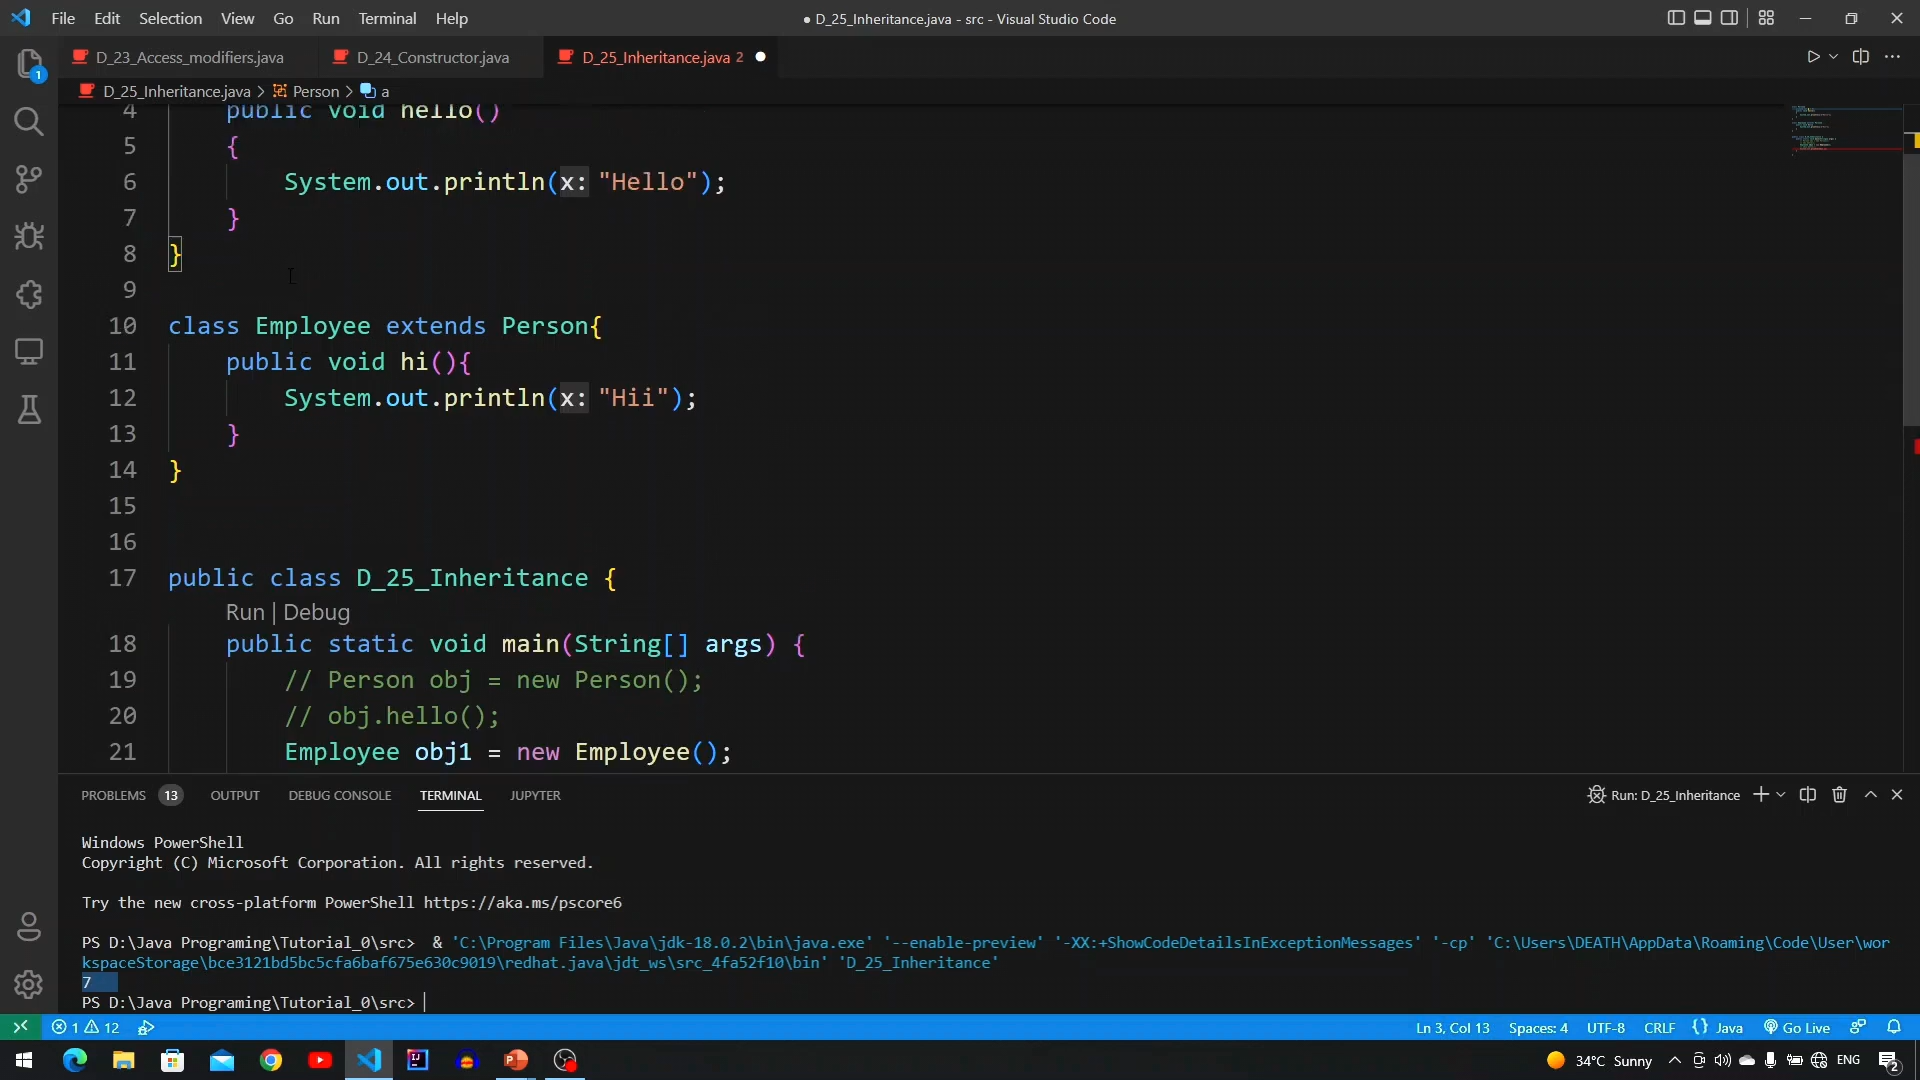 File Edit Selection View Go Run Terminal Help
● D_25_Inheritance.java - src - Visual Studio Code
1
D_23_Access_modifiers.java
D_24_Constructor.java
D_25_Inheritance.java 2 ●
D_25_Inheritance.java > Person > a
4 public void hello()
5 {
6 System.out.println(x: "Hello");
7 }
8 }
9
10 class Employee extends Person{
11 public void hi(){
12 System.out.println(x: "Hii");
13 }
14 }
15
16
17 public class D_25_Inheritance {
Run | Debug
18 public static void main(String[] args) {
19 // Person obj = new Person();
20 // obj.hello();
21 Employee obj1 = new Employee();
PROBLEMS 13 OUTPUT DEBUG CONSOLE TERMINAL JUPYTER
Run: D_25_Inheritance
Windows PowerShell
Copyright (C) Microsoft Corporation. All rights reserved.
Try the new cross-platform PowerShell https://aka.ms/pscore6
PS D:\Java Programing\Tutorial_0\src>  & 'C:\Program Files\Java\jdk-18.0.2\bin\java.exe' '--enable-preview' '-XX:+ShowCodeDetailsInExceptionMessages' '-cp' 'C:\Users\DEATH\AppData\Roaming\Code\User\wor
kspaceStorage\bce3121bd5bc5cfa6baf675e630c9019\redhat.java\jdt_ws\src_4fa52f10\bin' 'D_25_Inheritance'
7
PS D:\Java Programing\Tutorial_0\src>
1 12
Ln 3, Col 13 Spaces: 4 UTF-8 CRLF {} Java Go Live
34°C Sunny ENG 2